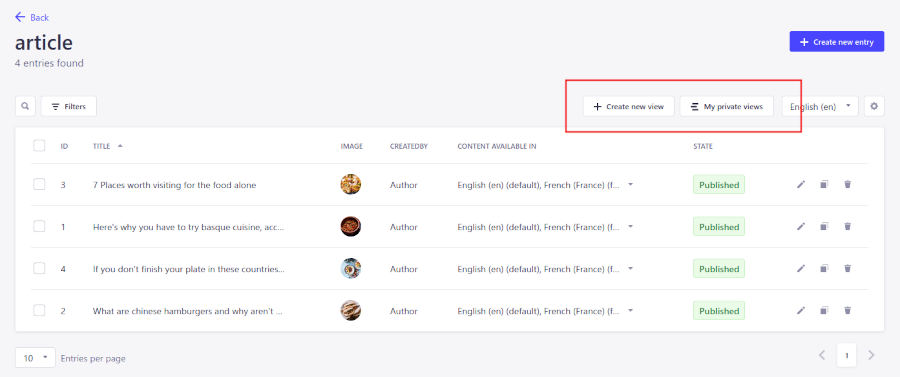 Back
article
Create new entry
4 entries found
Filters
Create new view
My private views
English (en)
ID TITLE IMAGE CREATEDBY CONTENT AVAILABLE IN STATE
3 7 Places worth visiting for the food alone Author English (en) (default), French (France) (f... Published
1 Here's why you have to try basque cuisine, acc... Author English (en) (default), French (France) (f... Published
4 If you don't finish your plate in these countries... Author English (en) (default), French (France) (f... Published
2 What are chinese hamburgers and why aren't ... Author English (en) (default), French (France) (f... Published
10 Entries per page
1